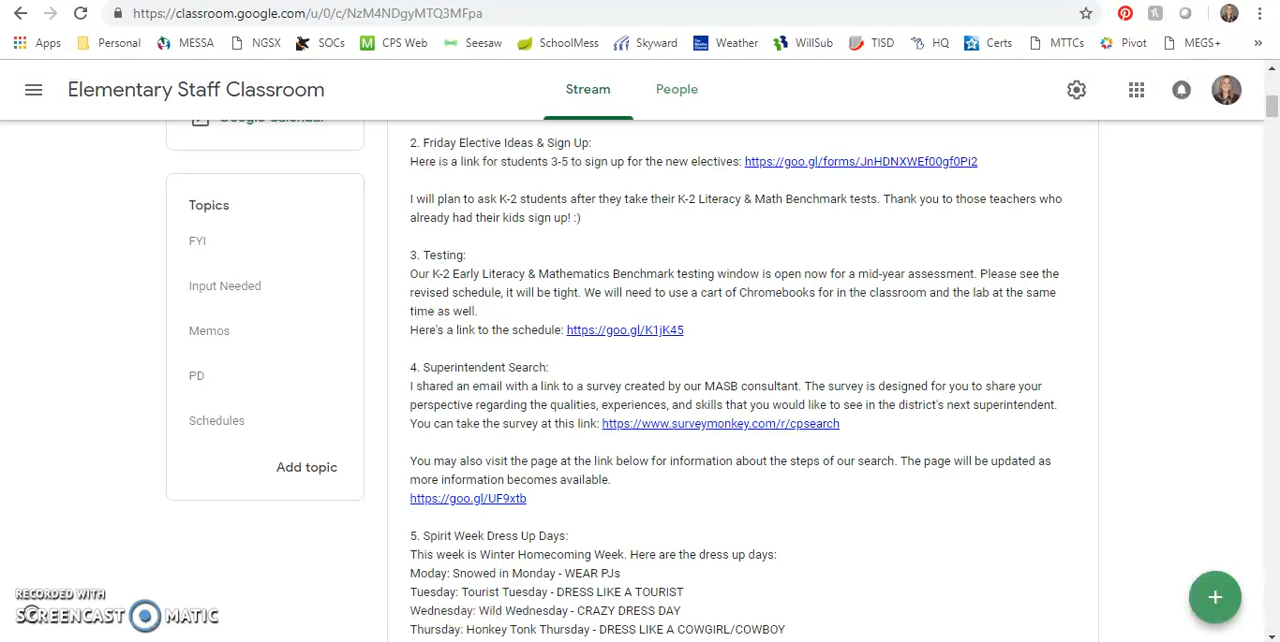 https://classroom.google.com/u/0/c/NzM4NDgyMTQ3MFpa
Apps Personal MESSA NGSX SOCs CPS Web Seesaw SchoolMess Skyward Weather WillSub TISD HQ Certs MTTCs Pivot MEGS+ »
Elementary Staff Classroom Stream People
Google Calendar
Topics
FYI
Input Needed
Memos
PD
Schedules
Add topic
2. Friday Elective Ideas & Sign Up:
Here is a link for students 3-5 to sign up for the new electives: https://goo.gl/forms/JnHDNXWEf00gf0Pi2
I will plan to ask K-2 students after they take their K-2 Literacy & Math Benchmark tests. Thank you to those teachers who
already had their kids sign up! :)
3. Testing:
Our K-2 Early Literacy & Mathematics Benchmark testing window is open now for a mid-year assessment. Please see the
revised schedule, it will be tight. We will need to use a cart of Chromebooks for in the classroom and the lab at the same
time as well.
Here's a link to the schedule: https://goo.gl/K1jK45
4. Superintendent Search:
I shared an email with a link to a survey created by our MASB consultant. The survey is designed for you to share your
perspective regarding the qualities, experiences, and skills that you would like to see in the district's next superintendent.
You can take the survey at this link: https://www.surveymonkey.com/r/cpsearch
You may also visit the page at the link below for information about the steps of our search. The page will be updated as
more information becomes available.
https://goo.gl/UF9xtb
5. Spirit Week Dress Up Days:
This week is Winter Homecoming Week. Here are the dress up days:
Moday: Snowed in Monday - WEAR PJs
Tuesday: Tourist Tuesday - DRESS LIKE A TOURIST
Wednesday: Wild Wednesday - CRAZY DRESS DAY
Thursday: Honkey Tonk Thursday - DRESS LIKE A COWGIRL/COWBOY
RECORDED WITH
SCREENCAST MATIC